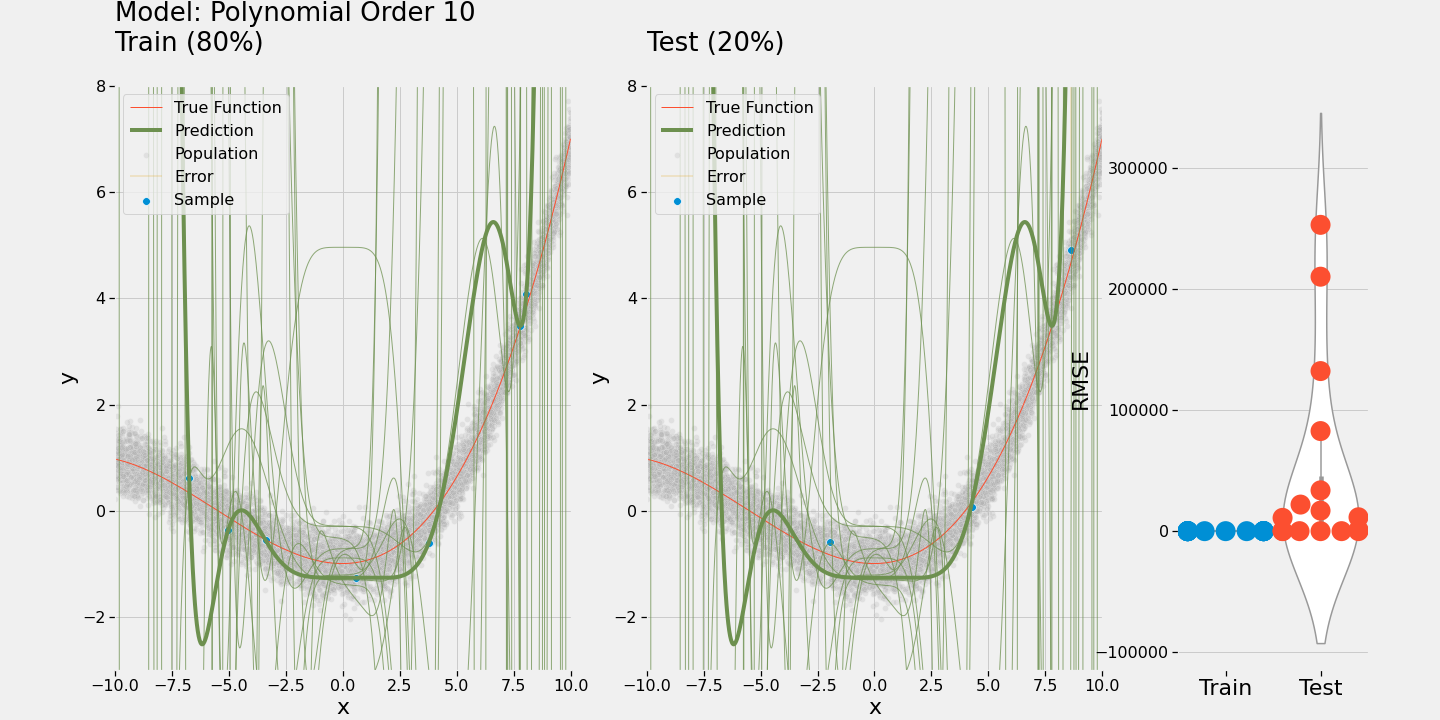 Model: Polynomial Order 10
Train (80%)
8
6
4
2
0
−2
y
True Function
Prediction
Population
Error
Sample
−10.0 −7.5 −5.0 −2.5 0.0 2.5 5.0 7.5 10.0
x
Test (20%)
8
6
4
2
0
−2
y
True Function
Prediction
Population
Error
Sample
−10.0 −7.5 −5.0 −2.5 0.0 2.5 5.0 7.5 10.0
x
RMSE
300000
200000
100000
0
−100000
Train Test